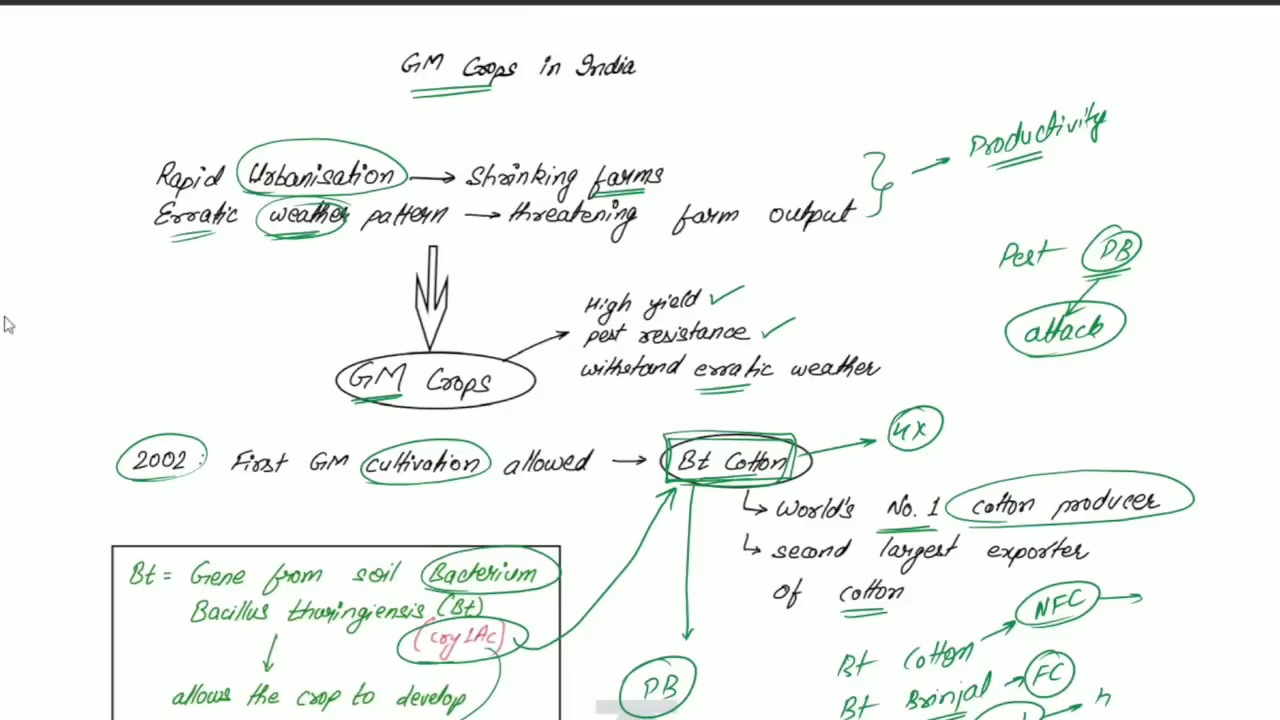 GM Crops in India
Productivity
Rapid Urbanisation → Shrinking farms
Erratic weather pattern → threatening farm output
Pest PB
attack
High yield ✓
pest resistance ✓
withstand erratic weather
GM Crops
4x
2002: First GM cultivation allowed → Bt Cotton
↳ World's No. 1 cotton producer
↳ second largest exporter
of cotton
Bt = Gene from soil Bacterium
Bacillus thuringiensis (Bt)
(cry1Ac)
allows the crop to develop
PB
Bt Cotton → NFC →
Bt Brinjal → FC